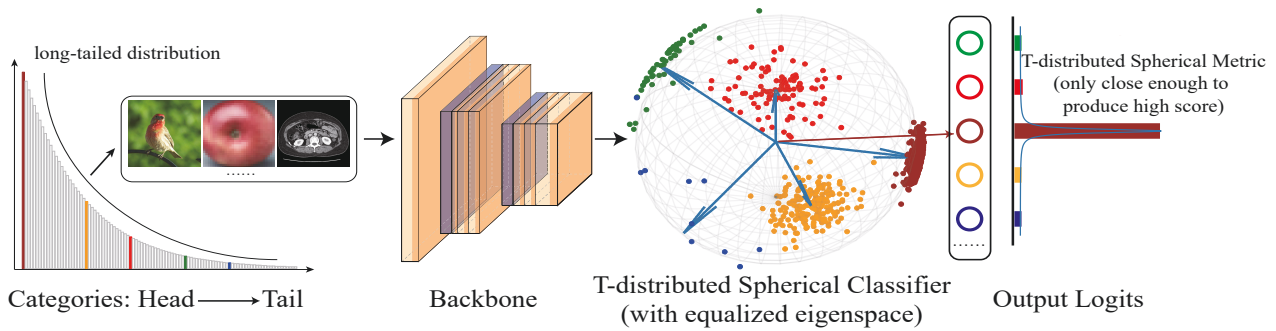 long-tailed distribution
......
Categories: Head
Tail
Backbone
T-distributed Spherical Classifier
(with equalized eigenspace)
......
T-distributed Spherical Metric
(only close enough to
produce high score)
Output Logits